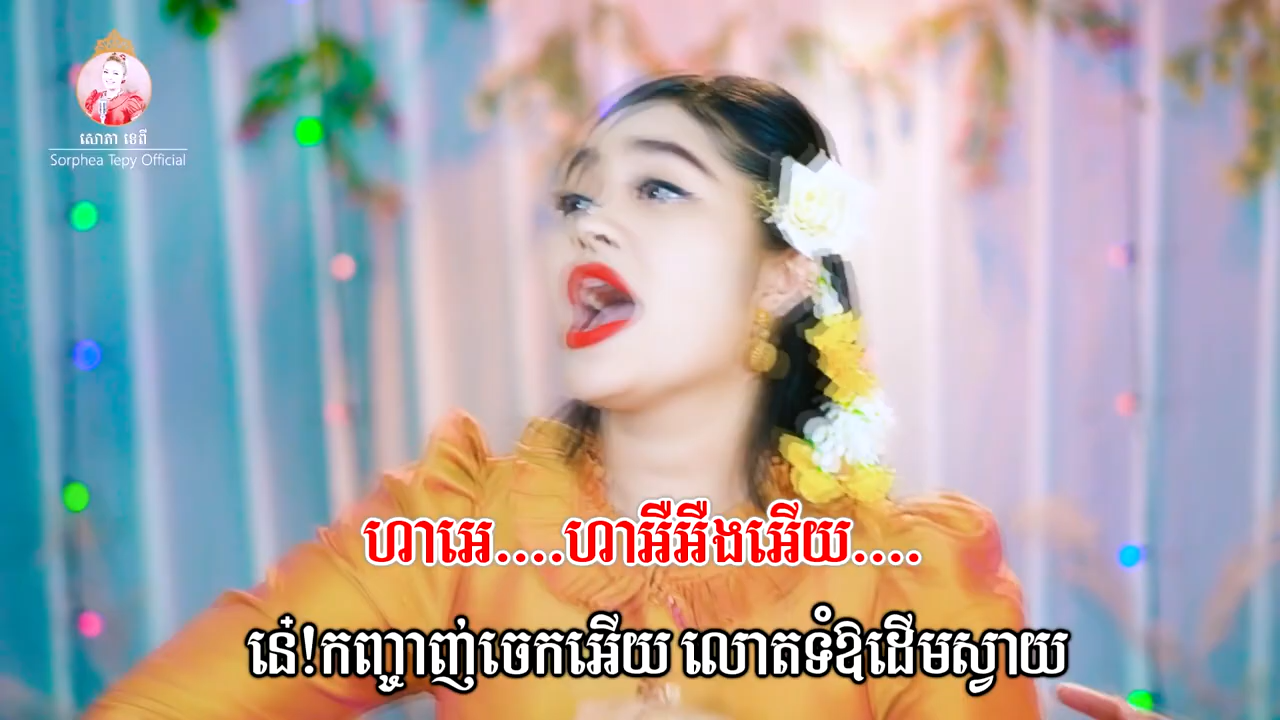 សោភា ទេពី
Sorphea Tepy Official
ហាអេ....ហាអឺអឺងអើយ....
នែ៎!កញ្ចាញ់ចេកអើយ លោតទំឱដើមស្វាយ